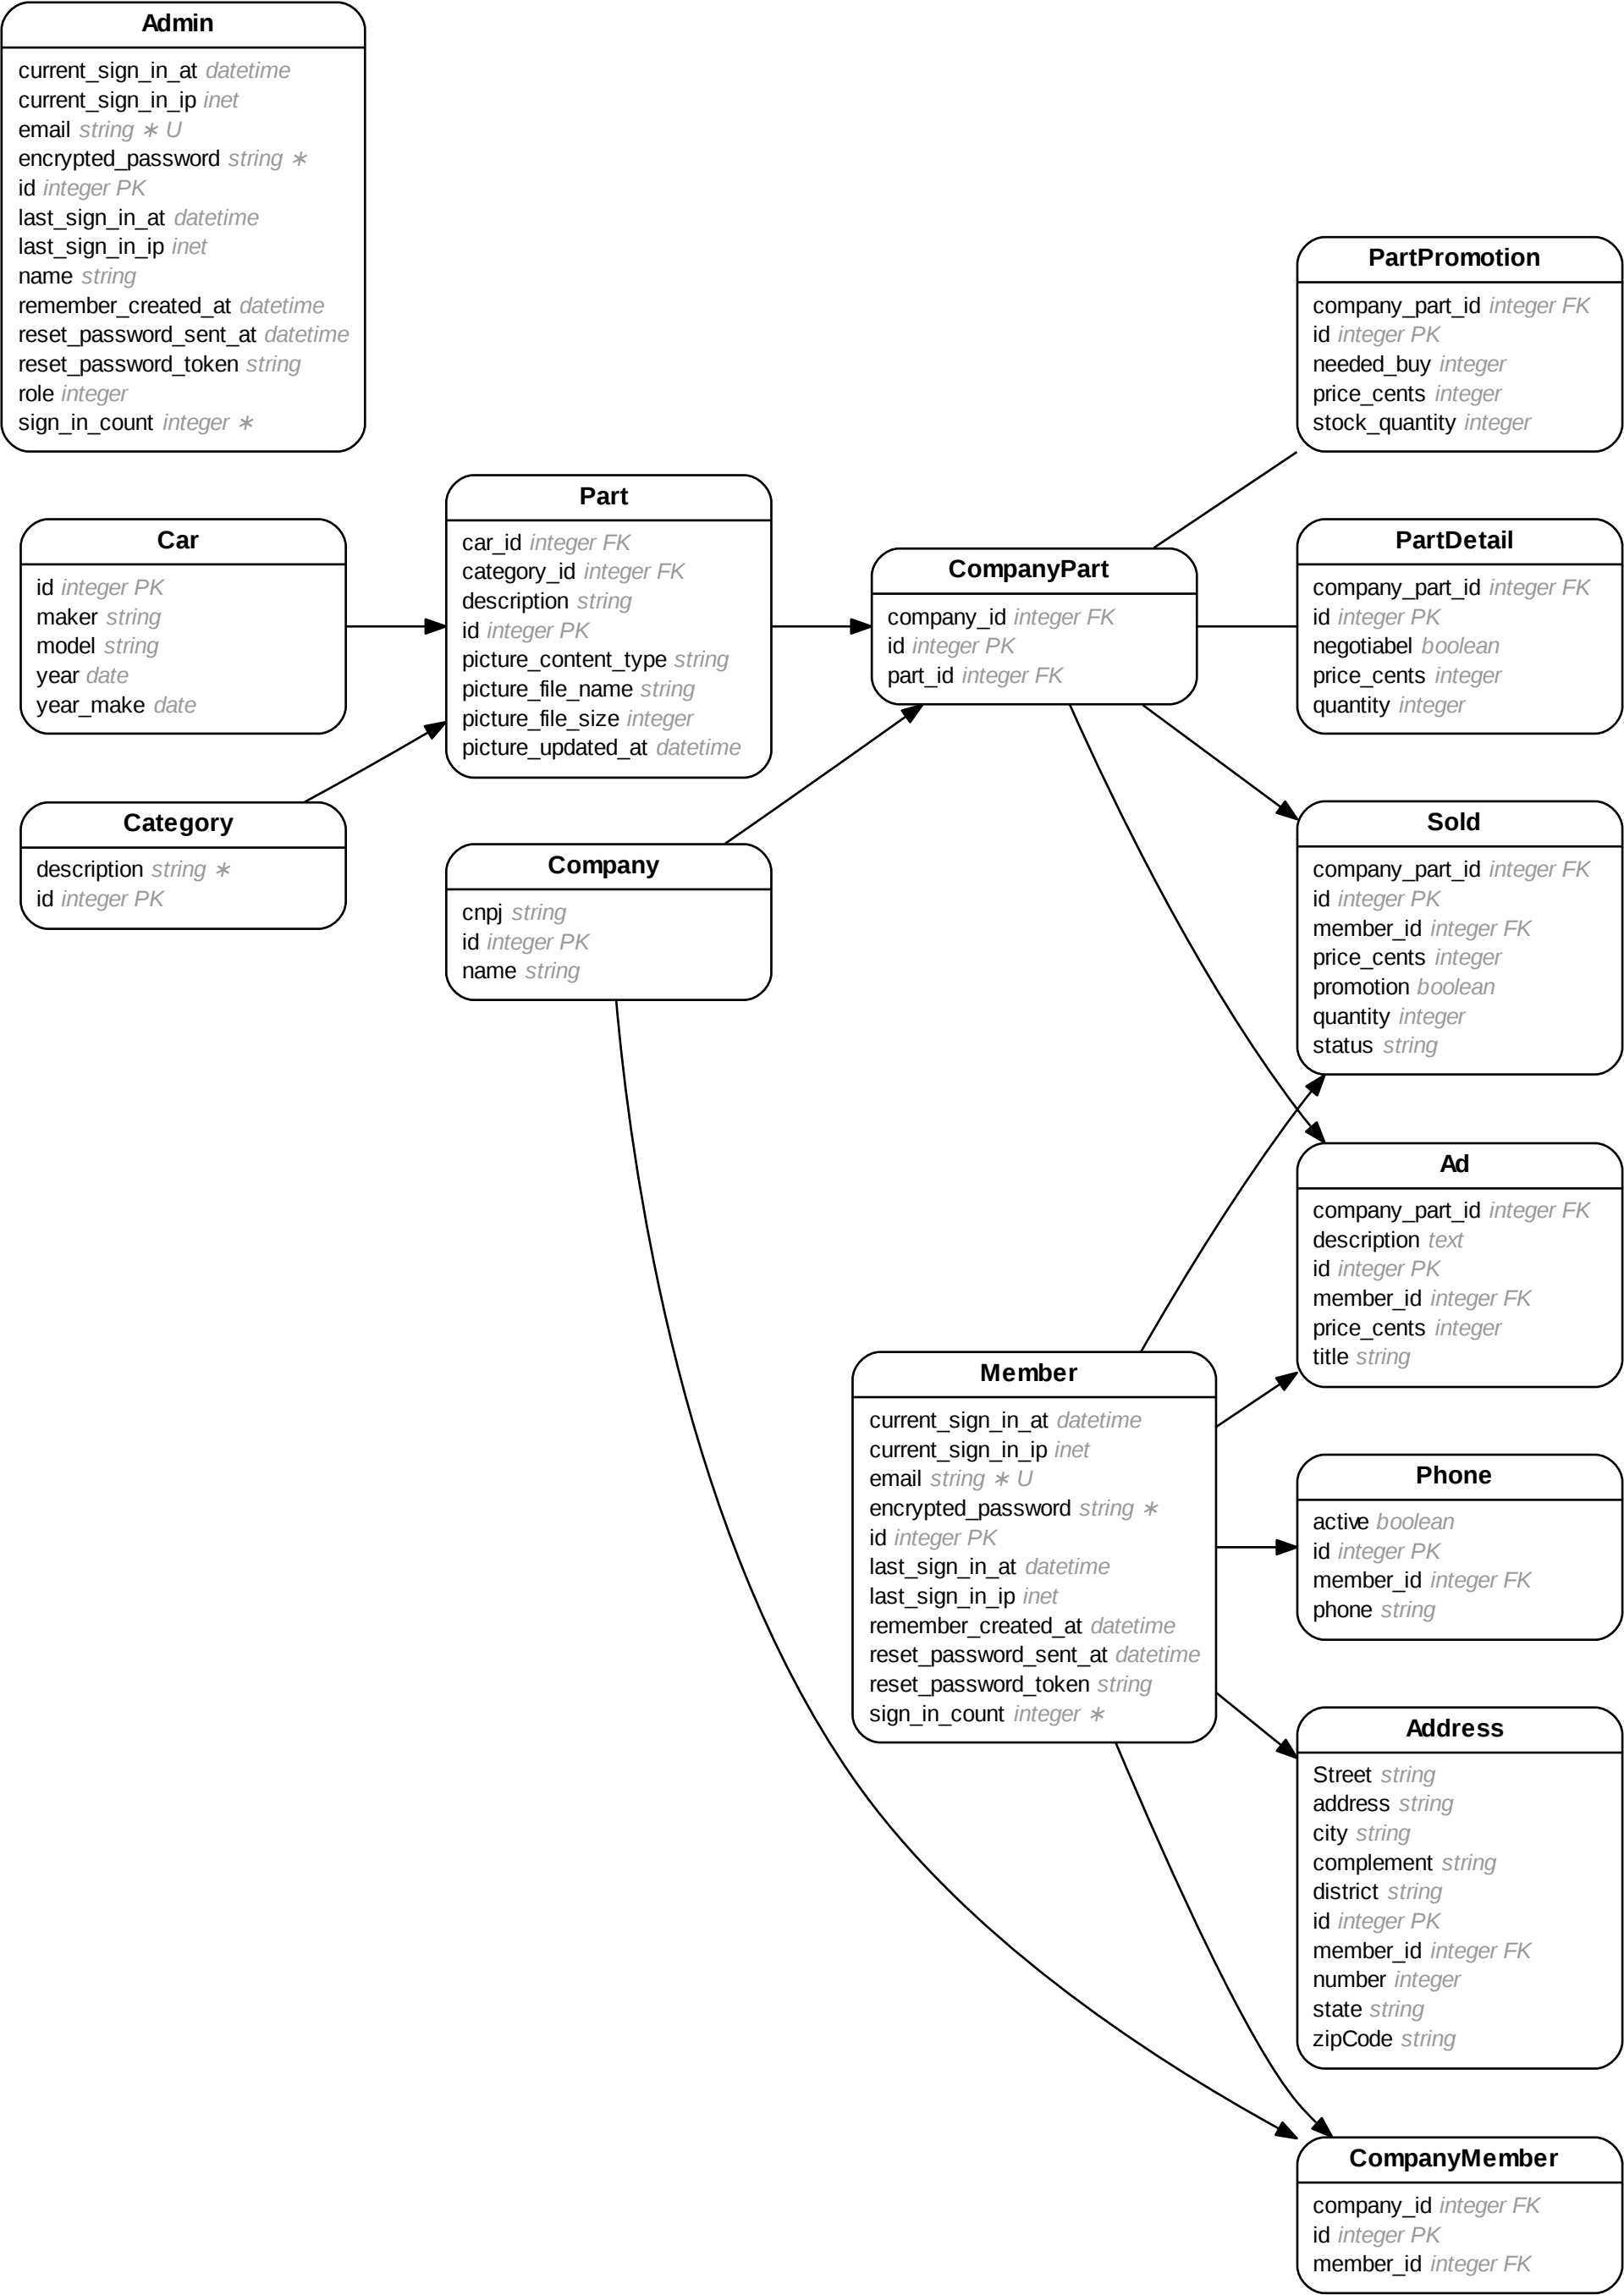 Admin
current_sign_in_at datetime
current_sign_in_ip inet
email string ∗ U
encrypted_password string ∗
id integer PK
last_sign_in_at datetime
last_sign_in_ip inet
name string
remember_created_at datetime
reset_password_sent_at datetime
reset_password_token string
role integer
sign_in_count integer ∗
Car
id integer PK
maker string
model string
year date
year_make date
Category
description string ∗
id integer PK
Part
car_id integer FK
category_id integer FK
description string
id integer PK
picture_content_type string
picture_file_name string
picture_file_size integer
picture_updated_at datetime
Company
cnpj string
id integer PK
name string
CompanyPart
company_id integer FK
id integer PK
part_id integer FK
Member
current_sign_in_at datetime
current_sign_in_ip inet
email string ∗ U
encrypted_password string ∗
id integer PK
last_sign_in_at datetime
last_sign_in_ip inet
remember_created_at datetime
reset_password_sent_at datetime
reset_password_token string
sign_in_count integer ∗
PartPromotion
company_part_id integer FK
id integer PK
needed_buy integer
price_cents integer
stock_quantity integer
PartDetail
company_part_id integer FK
id integer PK
negotiabel boolean
price_cents integer
quantity integer
Sold
company_part_id integer FK
id integer PK
member_id integer FK
price_cents integer
promotion boolean
quantity integer
status string
Ad
company_part_id integer FK
description text
id integer PK
member_id integer FK
price_cents integer
title string
Phone
active boolean
id integer PK
member_id integer FK
phone string
Address
Street string
address string
city string
complement string
district string
id integer PK
member_id integer FK
number integer
state string
zipCode string
CompanyMember
company_id integer FK
id integer PK
member_id integer FK